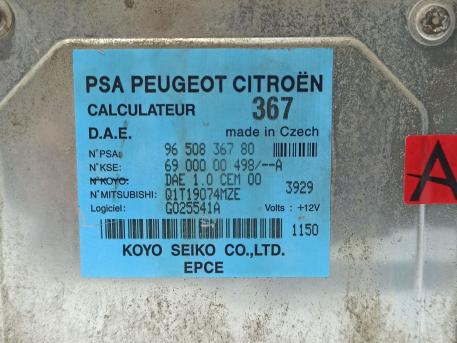 PSA PEUGEOT CITROËN
CALCULATEUR 367
D.A.E. made in Czech
N°PSA: 96 508 367 80
N°KSE: 69 000 00 498/--A
N°KOYO: DAE 1.0 CEM 00
N°MITSUBISHI: Q1T19074MZE 3929
Logiciel: G025541A Volts : +12V
1150
KOYO SEIKO CO.,LTD.
EPCE
A